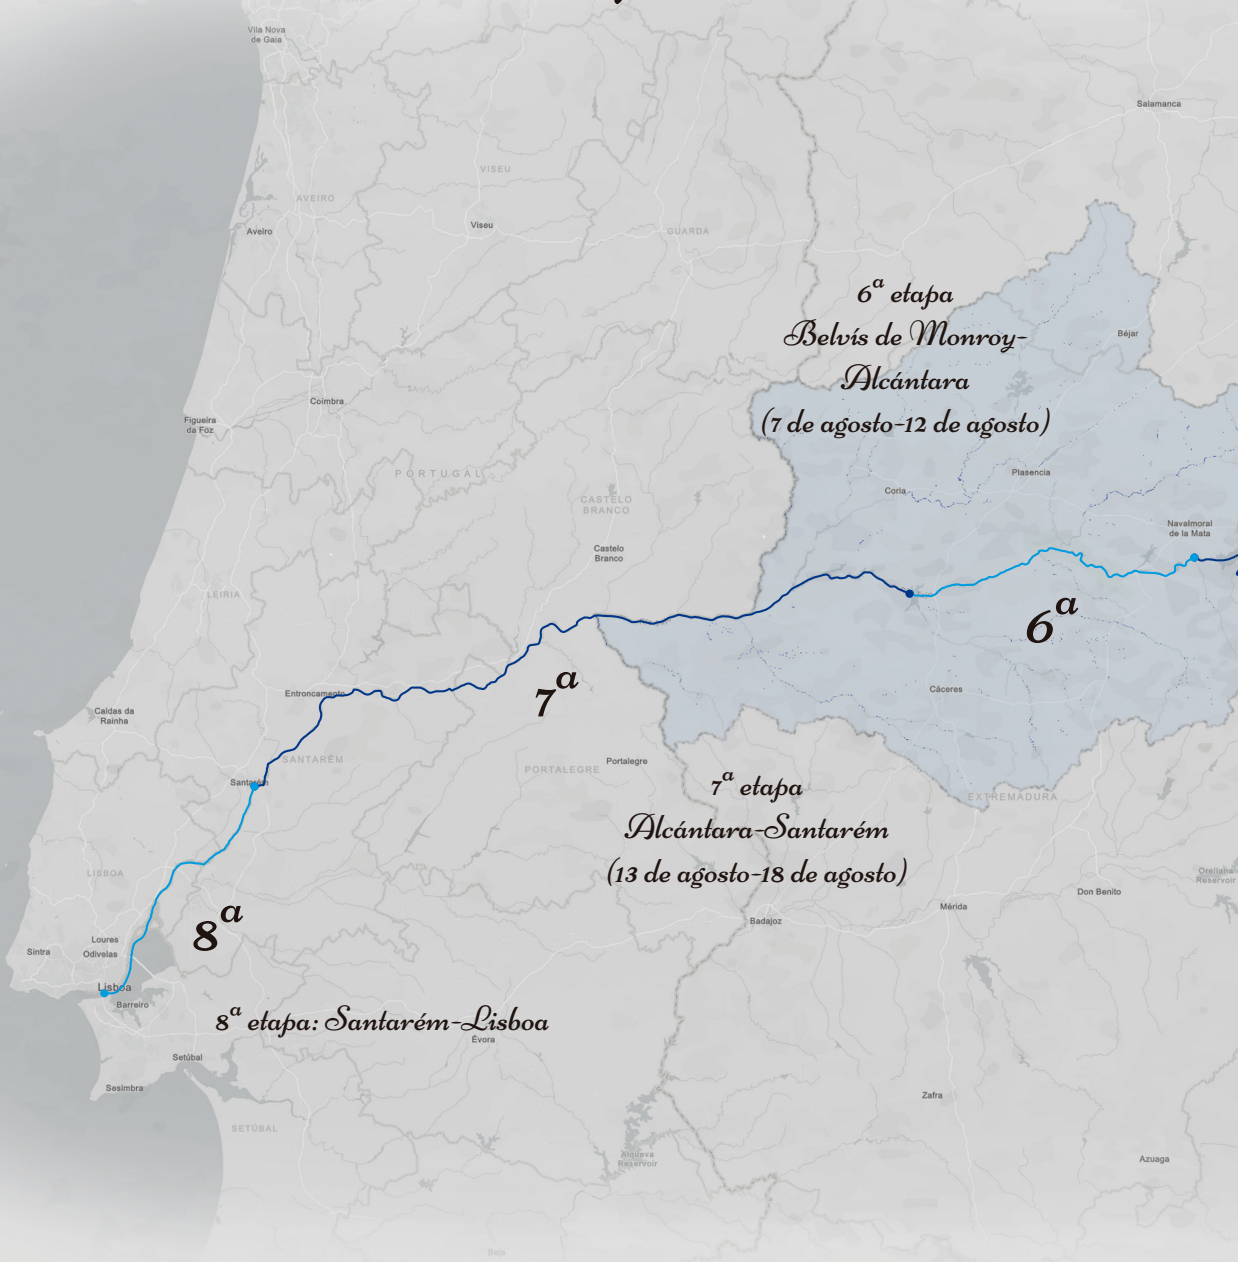 Vila Nova
de Gaia
Salamanca
VISEU
AVEIRO
Aveiro
Viseu
GUARDA
6ª etapa
Belvís de Monroy-
Alcántara
(7 de agosto-12 de agosto)
Béjar
Coimbra
Figueira
da Foz
PORTUGAL
Plasencia
Coria
CASTELO
BRANCO
Navalmoral
de la Mata
Castelo
Branco
LEIRIA
6ª
7ª
Entroncamento
Cáceres
Caldas da
Rainha
SANTARÉM
Santarém
PORTALEGRE
Portalegre
7ª etapa
Alcántara-Santarém
(13 de agosto-18 de agosto)
EXTREMADURA
LISBOA
Orellana
Reservoir
Don Benito
Mérida
Badajoz
8ª
Loures
Sintra
Odivelas
Lisboa
Barreiro
8ª etapa: Santarém-Lisboa
Évora
Setúbal
Sesimbra
Zafra
SETÚBAL
Alqueva
Reservoir
Azuaga
Beja